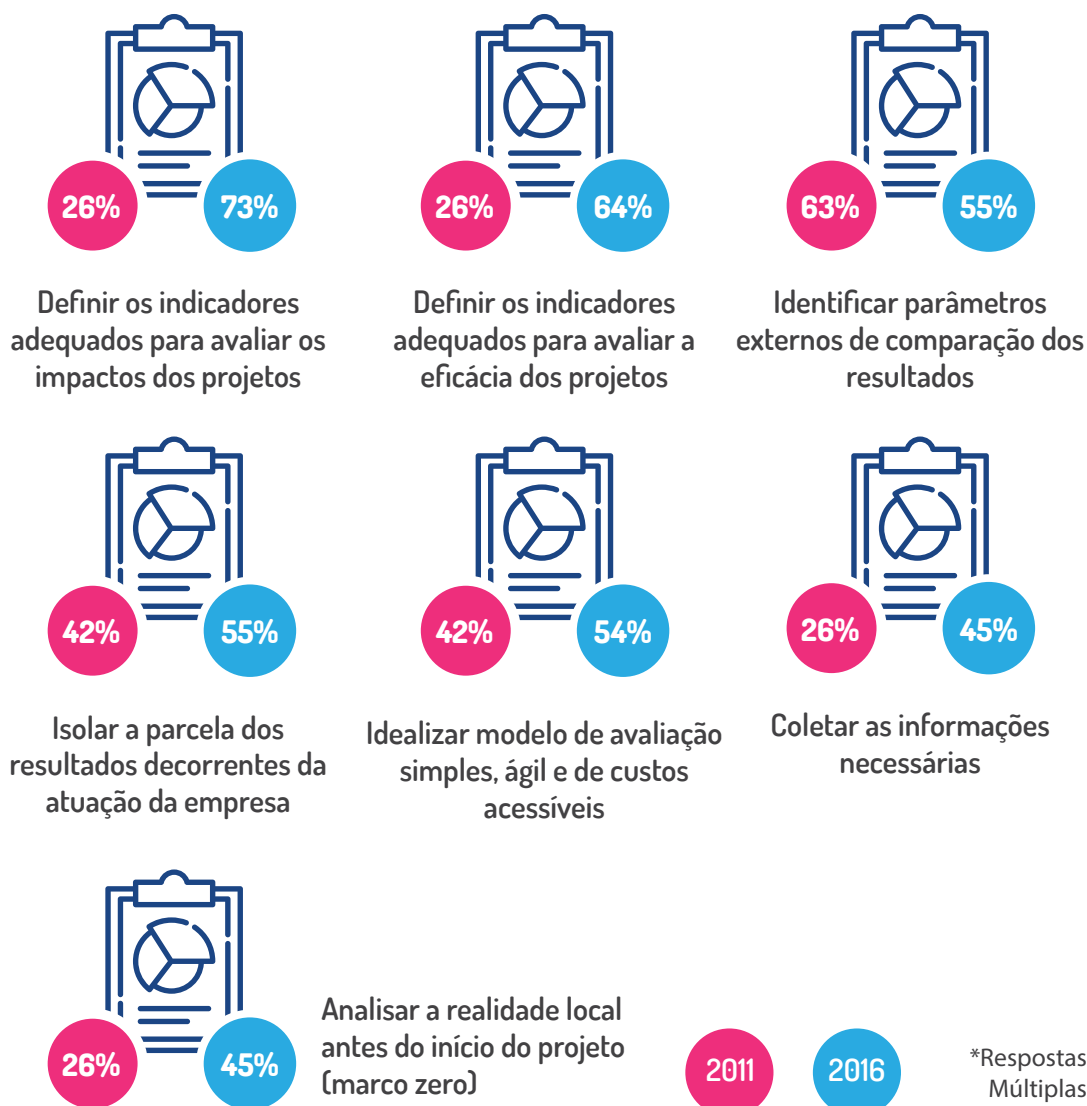 26%
73%
Definir os indicadores
adequados para avaliar os
impactos dos projetos
26%
64%
Definir os indicadores
adequados para avaliar a
eficácia dos projetos
63%
55%
Identificar parâmetros
externos de comparação dos
resultados
42%
55%
Isolar a parcela dos
resultados decorrentes da
atuação da empresa
42%
54%
Idealizar modelo de avaliação
simples, ágil e de custos
acessíveis
26%
45%
Coletar as informações
necessárias
26%
45%
Analisar a realidade local
antes do início do projeto
(marco zero)
2011
2016
*Respostas
Múltiplas